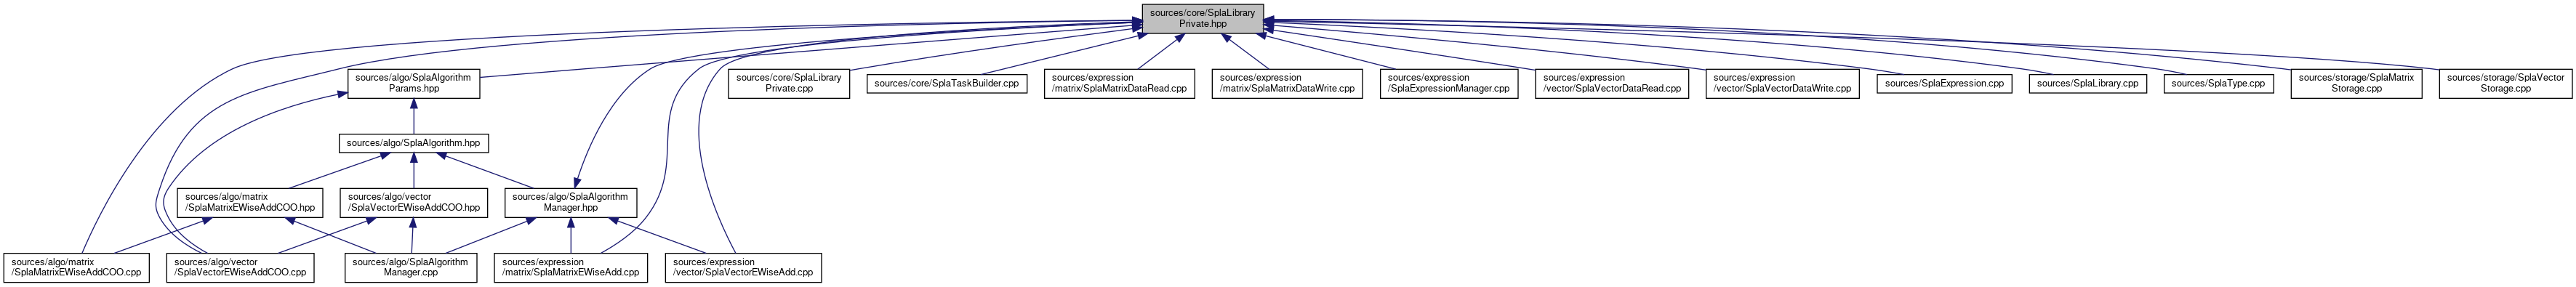 sources/core/SplaLibrary
Private.hpp
sources/algo/SplaAlgorithm
Params.hpp
sources/core/SplaLibrary
Private.cpp
sources/core/SplaTaskBuilder.cpp
sources/expression
/matrix/SplaMatrixDataRead.cpp
sources/expression
/matrix/SplaMatrixDataWrite.cpp
sources/expression
/SplaExpressionManager.cpp
sources/expression
/vector/SplaVectorDataRead.cpp
sources/expression
/vector/SplaVectorDataWrite.cpp
sources/SplaExpression.cpp
sources/SplaLibrary.cpp
sources/SplaType.cpp
sources/storage/SplaMatrix
Storage.cpp
sources/storage/SplaVector
Storage.cpp
sources/algo/SplaAlgorithm.hpp
sources/algo/matrix
/SplaMatrixEWiseAddCOO.hpp
sources/algo/vector
/SplaVectorEWiseAddCOO.hpp
sources/algo/SplaAlgorithm
Manager.hpp
sources/algo/matrix
/SplaMatrixEWiseAddCOO.cpp
sources/algo/vector
/SplaVectorEWiseAddCOO.cpp
sources/algo/SplaAlgorithm
Manager.cpp
sources/expression
/matrix/SplaMatrixEWiseAdd.cpp
sources/expression
/vector/SplaVectorEWiseAdd.cpp